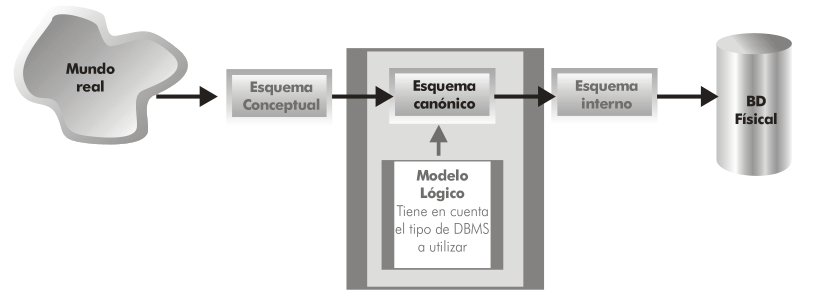 Mundo
real
Esquema
Conceptual
Esquema
canónico
Esquema
interno
BD
Físical
Modelo
Lógico
Tiene en cuenta
el tipo de DBMS
a utilizar